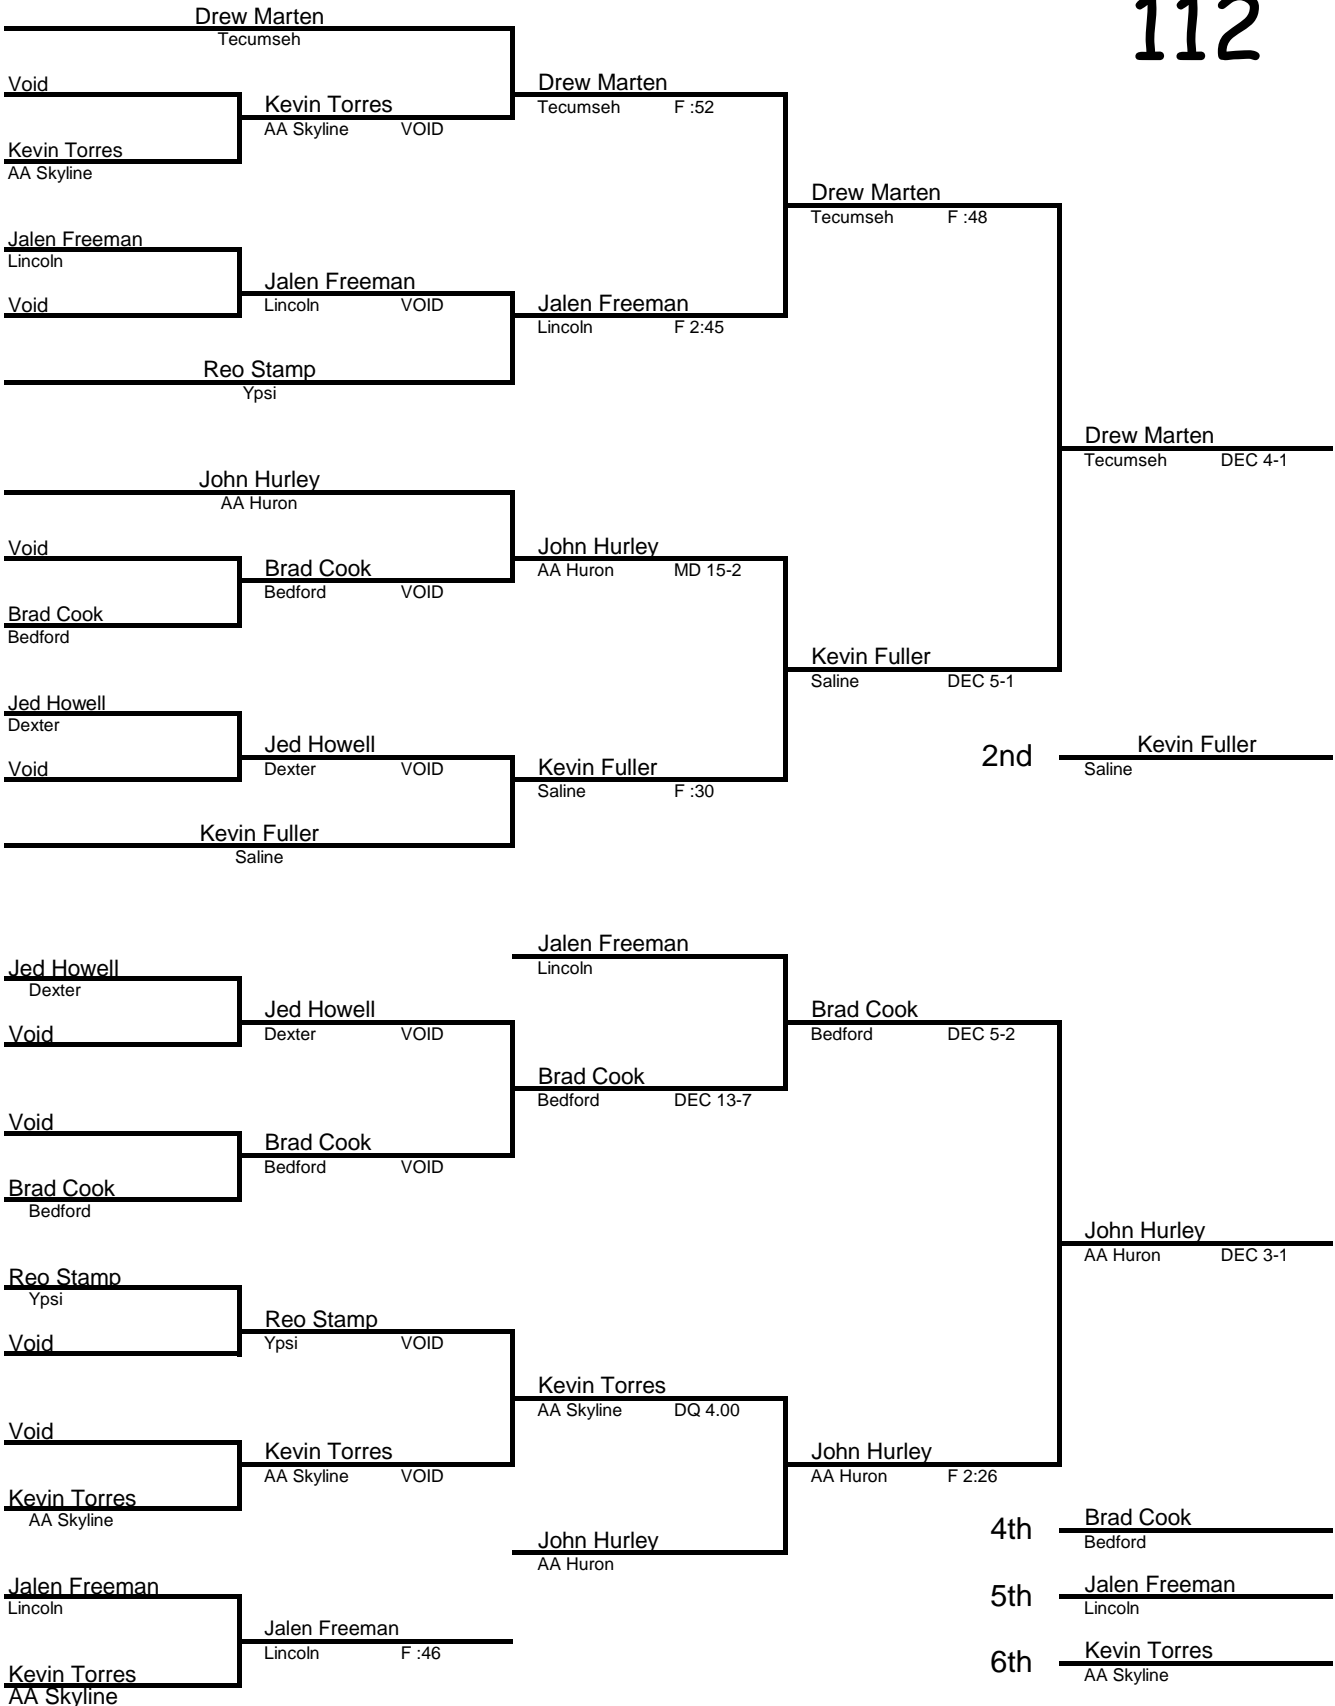 112
Drew Marten
Tecumseh
Void
Kevin Torres
AA Skyline VOID
Kevin Torres
AA Skyline
Drew Marten
Tecumseh F :52
Jalen Freeman
Lincoln
Void
Jalen Freeman
Lincoln VOID
Reo Stamp
Ypsi
Jalen Freeman
Lincoln F 2:45
Drew Marten
Tecumseh F :48
John Hurley
AA Huron
Void
Brad Cook
Bedford VOID
Brad Cook
Bedford
John Hurley
AA Huron MD 15-2
Jed Howell
Dexter
Void
Jed Howell
Dexter VOID
Kevin Fuller
Saline
Kevin Fuller
Saline F :30
Kevin Fuller
Saline DEC 5-1
Drew Marten
Tecumseh DEC 4-1
2nd Kevin Fuller
Saline
Jed Howell
Dexter
Void
Jed Howell
Dexter VOID
Void
Brad Cook
Bedford
Brad Cook
Bedford VOID
Jalen Freeman
Lincoln
Brad Cook
Bedford DEC 13-7
Brad Cook
Bedford DEC 5-2
Reo Stamp
Ypsi
Void
Reo Stamp
Ypsi VOID
Void
Kevin Torres
AA Skyline
Kevin Torres
AA Skyline VOID
Kevin Torres
AA Skyline DQ 4.00
John Hurley
AA Huron
John Hurley
AA Huron F 2:26
John Hurley
AA Huron DEC 3-1
Jalen Freeman
Lincoln
Kevin Torres
AA Skyline
Jalen Freeman
Lincoln F :46
4th Brad Cook
Bedford
5th Jalen Freeman
Lincoln
6th Kevin Torres
AA Skyline